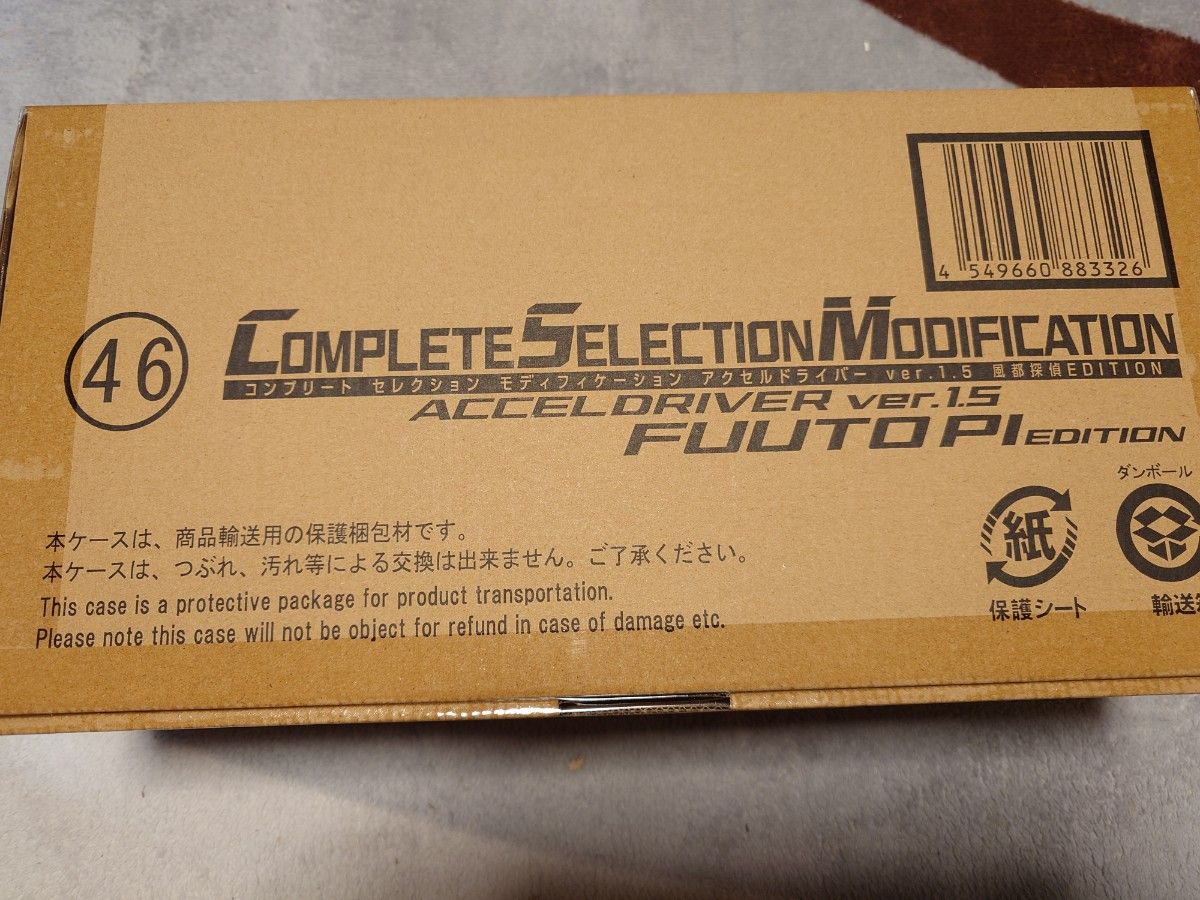 4 549660 883326
46
COMPLETE SELECTION MODIFICATION
コンプリート セレクション モディフィケーション アクセルドライバー ver.1.5 風都探偵EDITION
ACCELDRIVER ver.1.5
FUUTO PI EDITION
ダンボール
紙
本ケースは、商品輸送用の保護梱包材です。
本ケースは、つぶれ、汚れ等による交換は出来ません。ご了承ください。
This case is a protective package for product transportation.
Please note this case will not be object for refund in case of damage etc.
保護シート
輸送